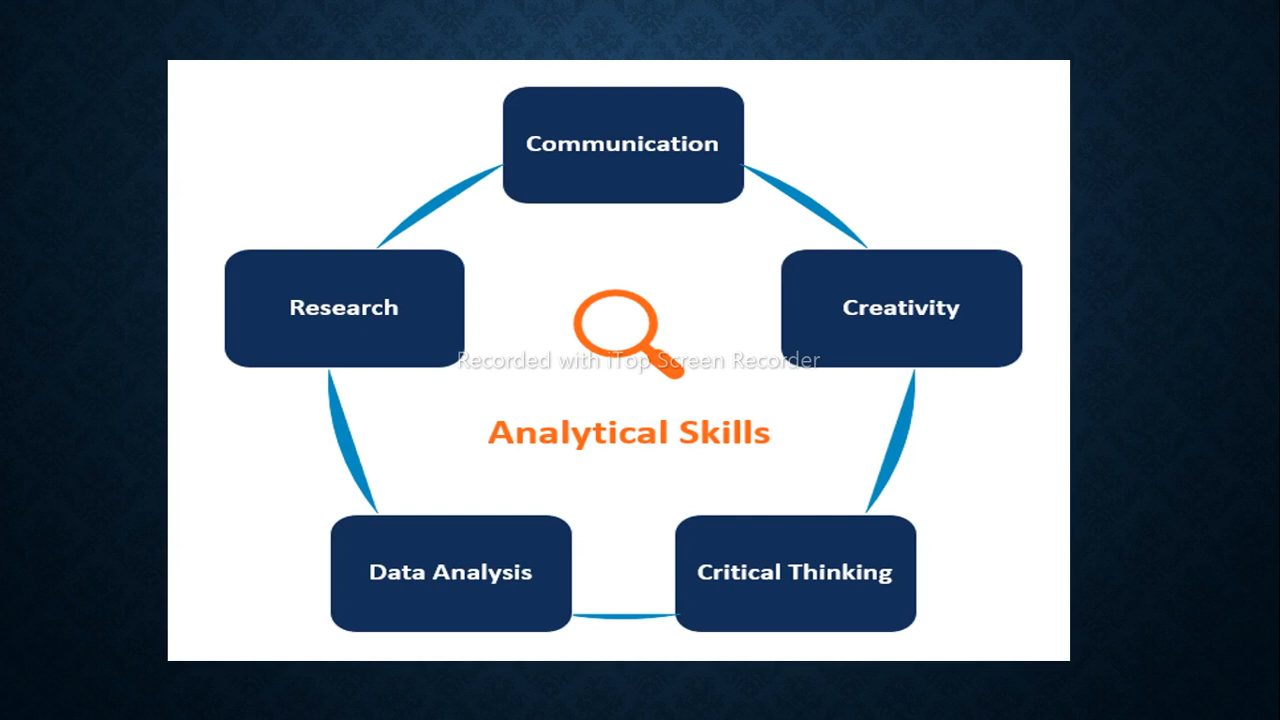 Communication
Research
Creativity
Recorded with iTop Screen Recorder
Analytical Skills
Data Analysis
Critical Thinking